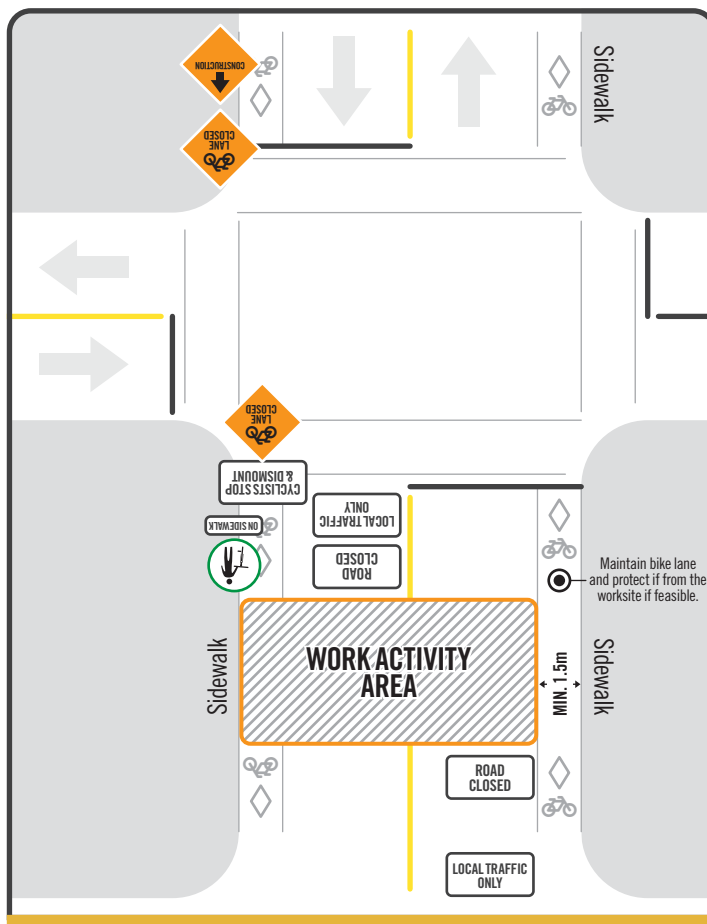 CONSTRUCTION
Sidewalk
LANE
CLOSED
LANE
CLOSED
CYCLISTS STOP
& DISMOUNT
LOCAL TRAFFIC
ONLY
ON SIDEWALK
ROAD
CLOSED
Maintain bike lane
and protect if from the
worksite if feasible.
Sidewalk
WORK ACTIVITY
AREA
MIN. 1.5m
Sidewalk
ROAD
CLOSED
LOCAL TRAFFIC
ONLY